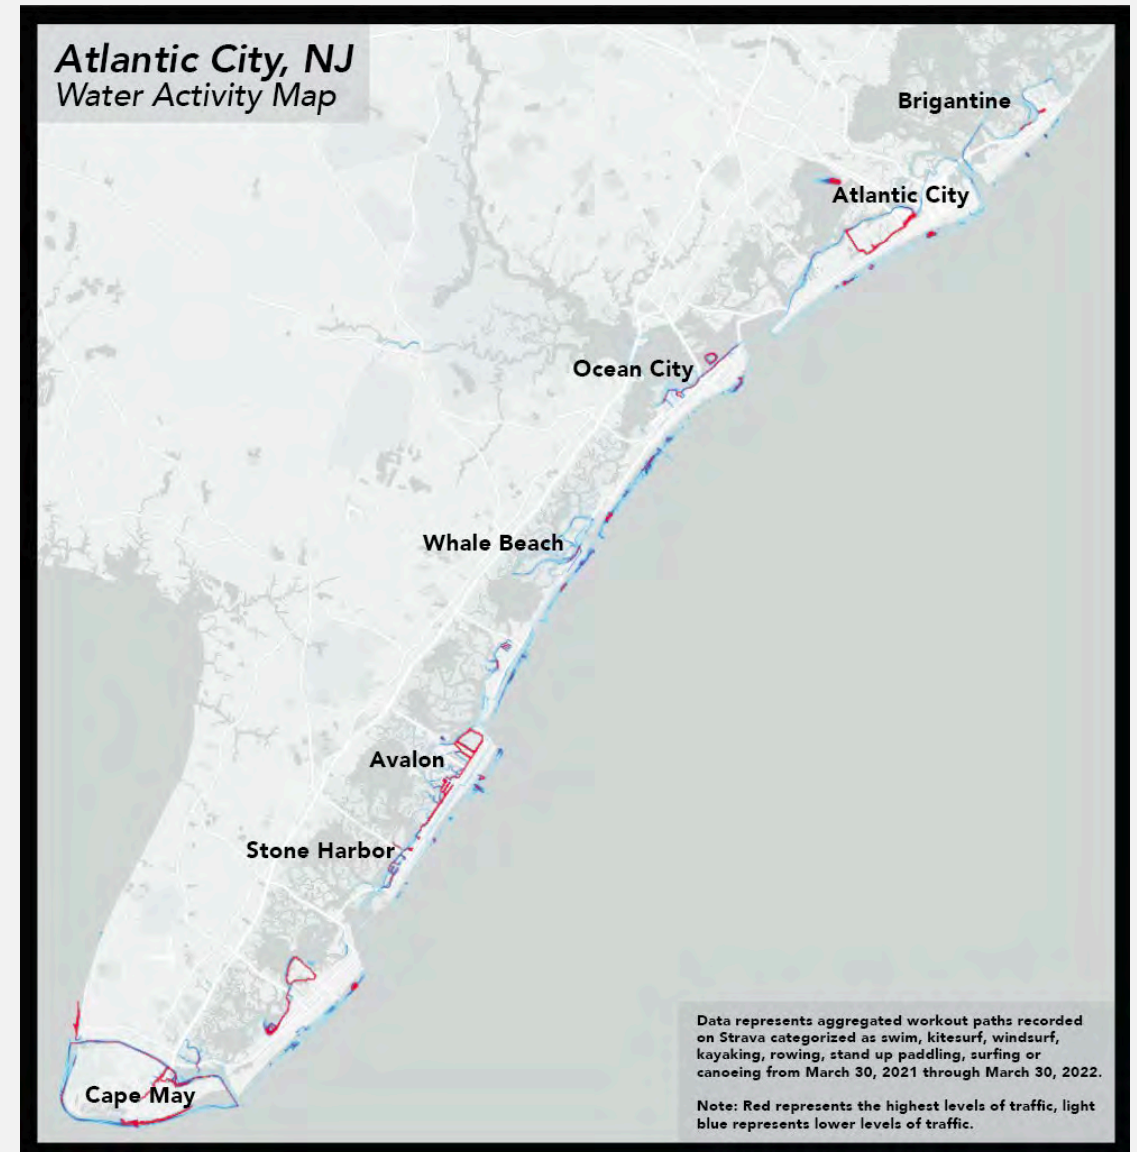 Atlantic City, NJ
Water Activity Map
Brigantine
Atlantic City
Ocean City
Whale Beach
Avalon
Stone Harbor
Cape May
Data represents aggregated workout paths recorded
on Strava categorized as swim, kitesurf, windsurf,
kayaking, rowing, stand up paddling, surfing or
canoeing from March 30, 2021 through March 30, 2022.
Note: Red represents the highest levels of traffic, light
blue represents lower levels of traffic.